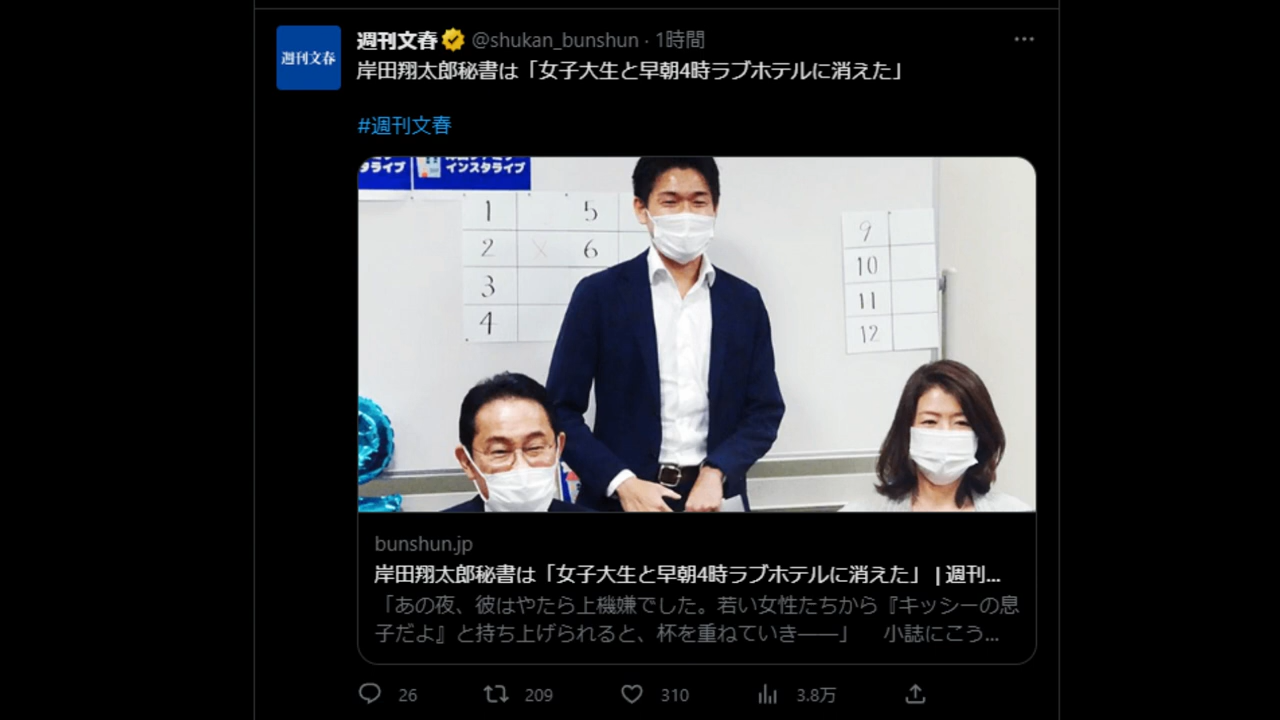 週刊文春
週刊文春 @shukan_bunshun · 1時間
岸田翔太郎秘書は「女子大生と早朝4時ラブホテルに消えた」
#週刊文春
ライブ
インスタライブ
1 5
2 x 6
3
4
9
10
11
12
bunshun.jp
岸田翔太郎秘書は「女子大生と早朝4時ラブホテルに消えた」 | 週刊...
「あの夜、彼はやたら上機嫌でした。若い女性たちから『キッシーの息
子だよ』と持ち上げられると、杯を重ねていき――」 小誌にこう...
26 209 310 3.8万